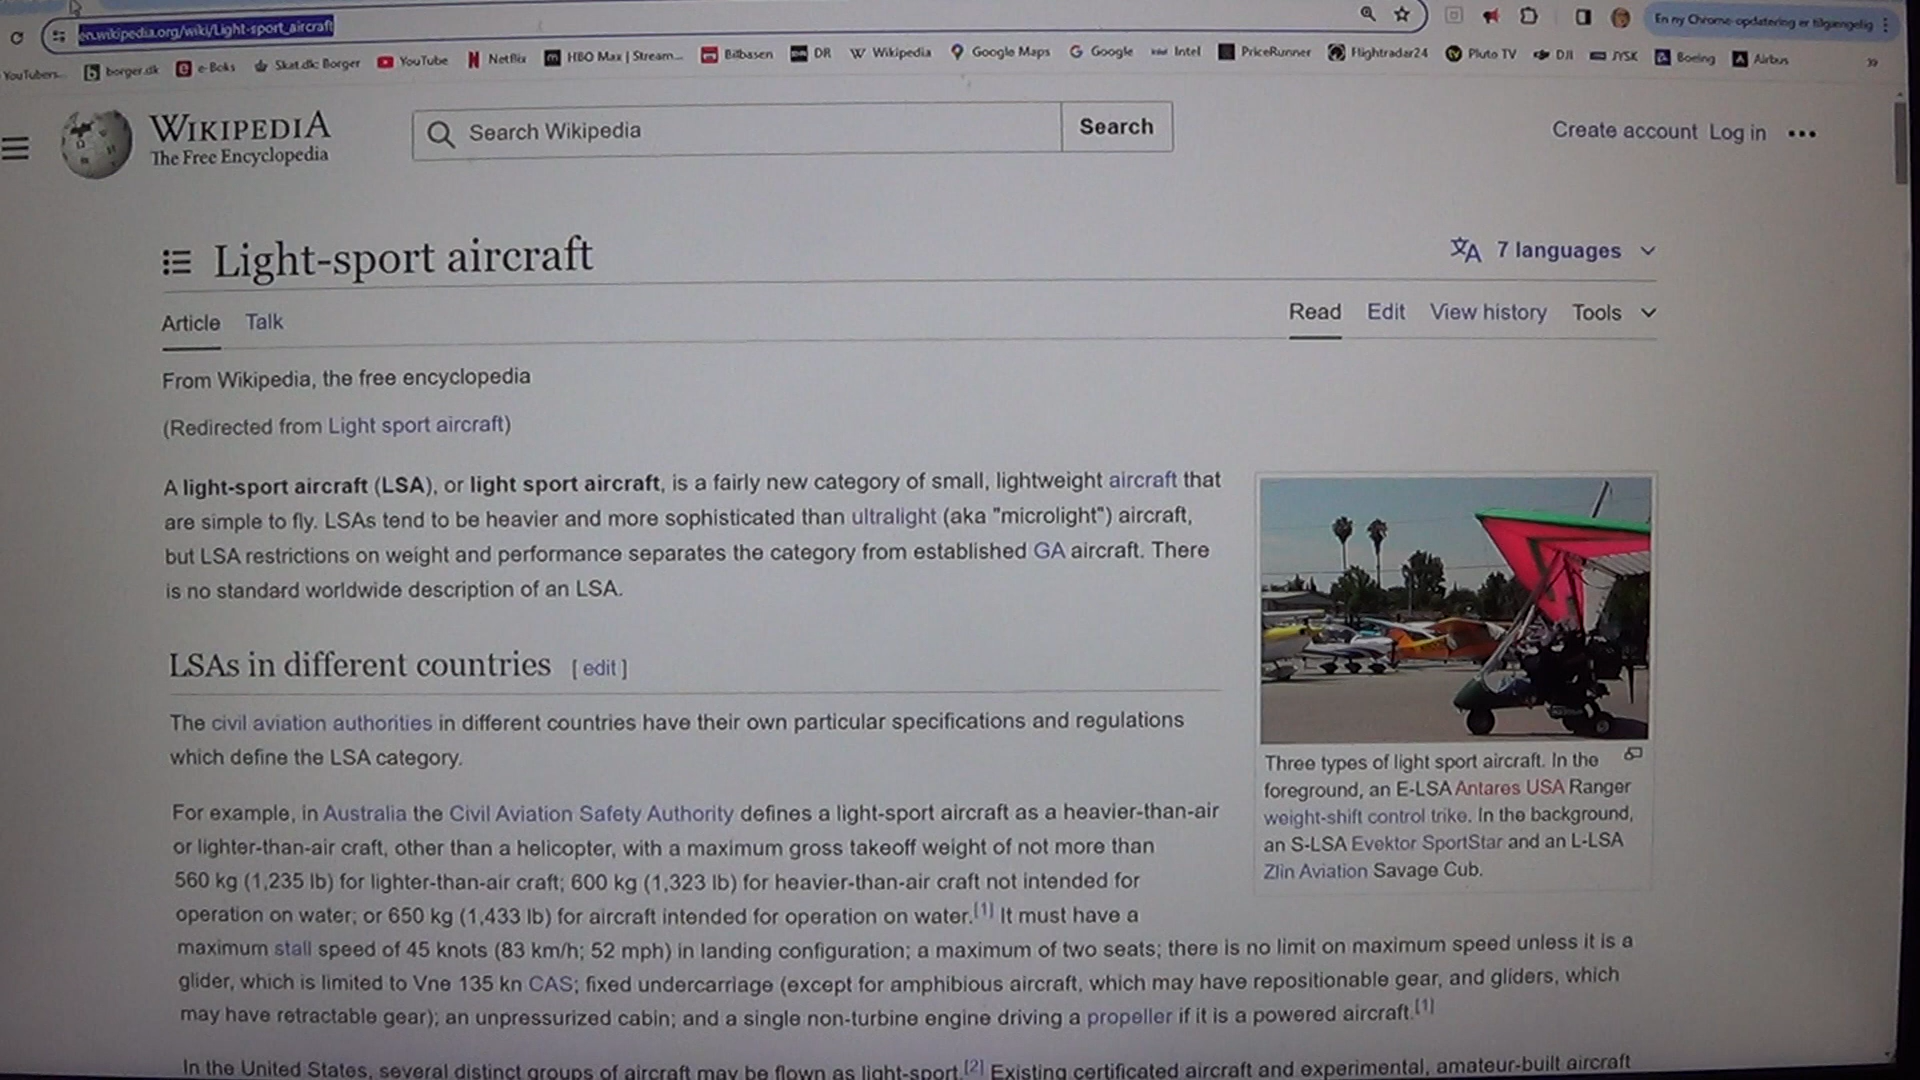 en.wikipedia.org/wiki/Light-sport_aircraft
En ny Chrome-opdatering er tilgængelig
YouTubers... borger.dk e-Boks Skat.dk: Borger YouTube Netflix HBO Max | Stream... Bilbasen DR Wikipedia Google Maps Google Intel PriceRunner Flightradar24 Pluto TV DJI JYSK Boeing Airbus
WIKIPEDIA
The Free Encyclopedia
Search Wikipedia
Search
Create account Log in
Light-sport aircraft
7 languages
Article Talk
Read Edit View history Tools
From Wikipedia, the free encyclopedia
(Redirected from Light sport aircraft)
A light-sport aircraft (LSA), or light sport aircraft, is a fairly new category of small, lightweight aircraft that
are simple to fly. LSAs tend to be heavier and more sophisticated than ultralight (aka "microlight") aircraft,
but LSA restrictions on weight and performance separates the category from established GA aircraft. There
is no standard worldwide description of an LSA.
LSAs in different countries [ edit ]
The civil aviation authorities in different countries have their own particular specifications and regulations
which define the LSA category.
Three types of light sport aircraft. In the
foreground, an E-LSA Antares USA Ranger
weight-shift control trike. In the background,
an S-LSA Evektor SportStar and an L-LSA
Zlin Aviation Savage Cub.
For example, in Australia the Civil Aviation Safety Authority defines a light-sport aircraft as a heavier-than-air
or lighter-than-air craft, other than a helicopter, with a maximum gross takeoff weight of not more than
560 kg (1,235 lb) for lighter-than-air craft; 600 kg (1,323 lb) for heavier-than-air craft not intended for
operation on water; or 650 kg (1,433 lb) for aircraft intended for operation on water.[1] It must have a
maximum stall speed of 45 knots (83 km/h; 52 mph) in landing configuration; a maximum of two seats; there is no limit on maximum speed unless it is a
glider, which is limited to Vne 135 kn CAS; fixed undercarriage (except for amphibious aircraft, which may have repositionable gear, and gliders, which
may have retractable gear); an unpressurized cabin; and a single non-turbine engine driving a propeller if it is a powered aircraft.[1]
In the United States, several distinct groups of aircraft may be flown as light-sport.[2] Existing certificated aircraft and experimental, amateur-built aircraft